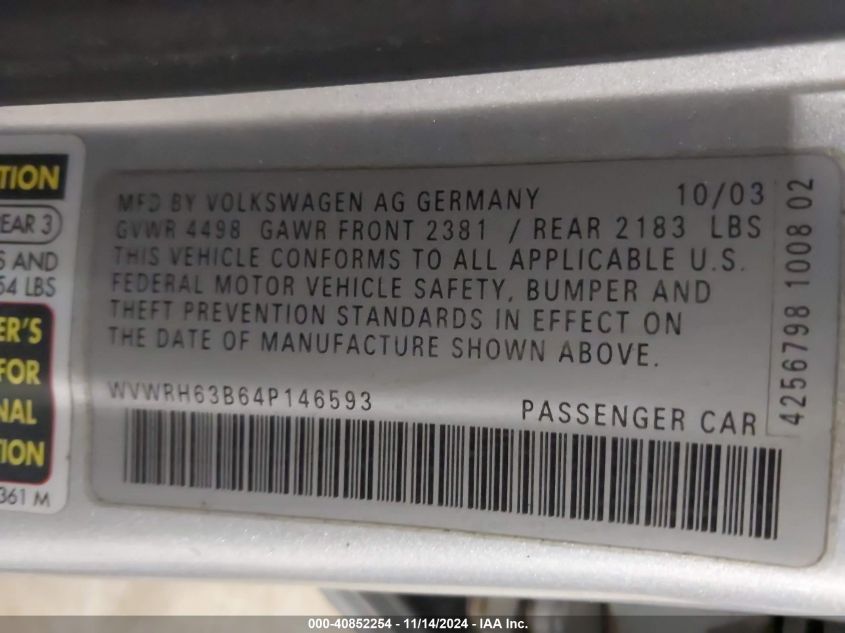 TION
REAR 3
S AND
54 LBS
ER'S
FOR
NAL
TION
361 M
MFD BY VOLKSWAGEN AG GERMANY 10/03
GVWR 4498 GAWR FRONT 2381 / REAR 2183 LBS
THIS VEHICLE CONFORMS TO ALL APPLICABLE U.S.
FEDERAL MOTOR VEHICLE SAFETY, BUMPER AND
THEFT PREVENTION STANDARDS IN EFFECT ON
THE DATE OF MANUFACTURE SHOWN ABOVE.
WVWRH63B64P146593 PASSENGER CAR
4256798 1008 02
000-40852254 - 11/14/2024 - IAA Inc.